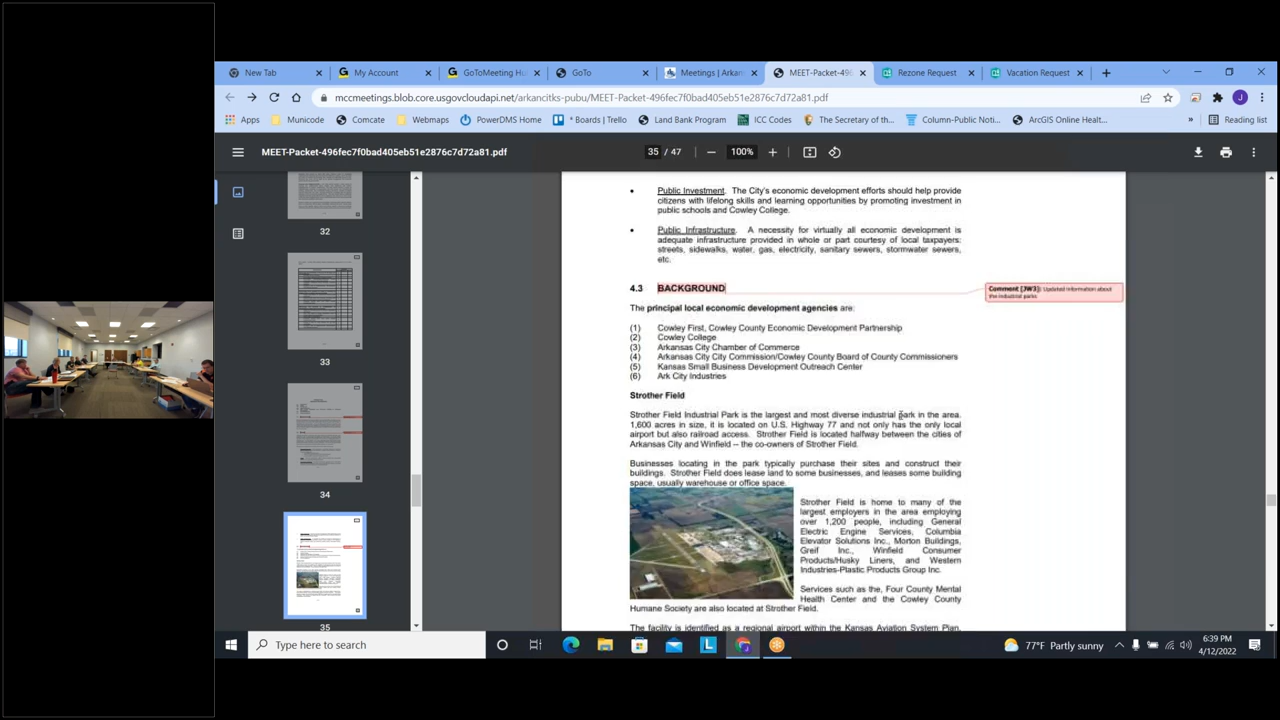 New Tab
My Account
GoToMeeting Hu
GoTo
Meetings | Arkan
MEET-Packet-496
Rezone Request
Vacation Request
mccmeetings.blob.core.usgovcloudapi.net/arkancitks-pubu/MEET-Packet-496fec7f0bad405eb51e2876c7d72a81.pdf
Apps
Municode
Comcate
Webmaps
PowerDMS Home
* Boards | Trello
Land Bank Program
ICC Codes
The Secretary of th...
Column-Public Noti...
ArcGIS Online Healt...
Reading list
MEET-Packet-496fec7f0bad405eb51e2876c7d72a81.pdf
35 / 47
100%
32
33
34
35
• Public Investment. The City's economic development efforts should help provide
citizens with lifelong skills and learning opportunities by promoting investment in
public schools and Cowley College.
• Public Infrastructure. A necessity for virtually all economic development is
adequate infrastructure provided in whole or part courtesy of local taxpayers:
streets, sidewalks, water, gas, electricity, sanitary sewers, stormwater sewers,
etc.
4.3 BACKGROUND
Comment [JW3]: Updated information about
the industrial parks
The principal local economic development agencies are:
(1) Cowley First, Cowley County Economic Development Partnership
(2) Cowley College
(3) Arkansas City Chamber of Commerce
(4) Arkansas City City Commission/Cowley County Board of County Commissioners
(5) Kansas Small Business Development Outreach Center
(6) Ark City Industries
Strother Field
Strother Field Industrial Park is the largest and most diverse industrial park in the area.
1,600 acres in size, it is located on U.S. Highway 77 and not only has the only local
airport but also railroad access. Strother Field is located halfway between the cities of
Arkansas City and Winfield – the co-owners of Strother Field.
Businesses locating in the park typically purchase their sites and construct their
buildings. Strother Field does lease land to some businesses, and leases some building
space, usually warehouse or office space.
Strother Field is home to many of the
largest employers in the area employing
over 1,200 people, including General
Electric Engine Services, Columbia
Elevator Solutions Inc., Morton Buildings,
Greif Inc., Winfield Consumer
Products/Husky Liners, and Western
Industries-Plastic Products Group Inc.
Services such as the, Four County Mental
Health Center and the Cowley County
Humane Society are also located at Strother Field.
The facility is identified as a regional airport within the Kansas Aviation System Plan,
Type here to search
77°F Partly sunny
6:39 PM
4/12/2022